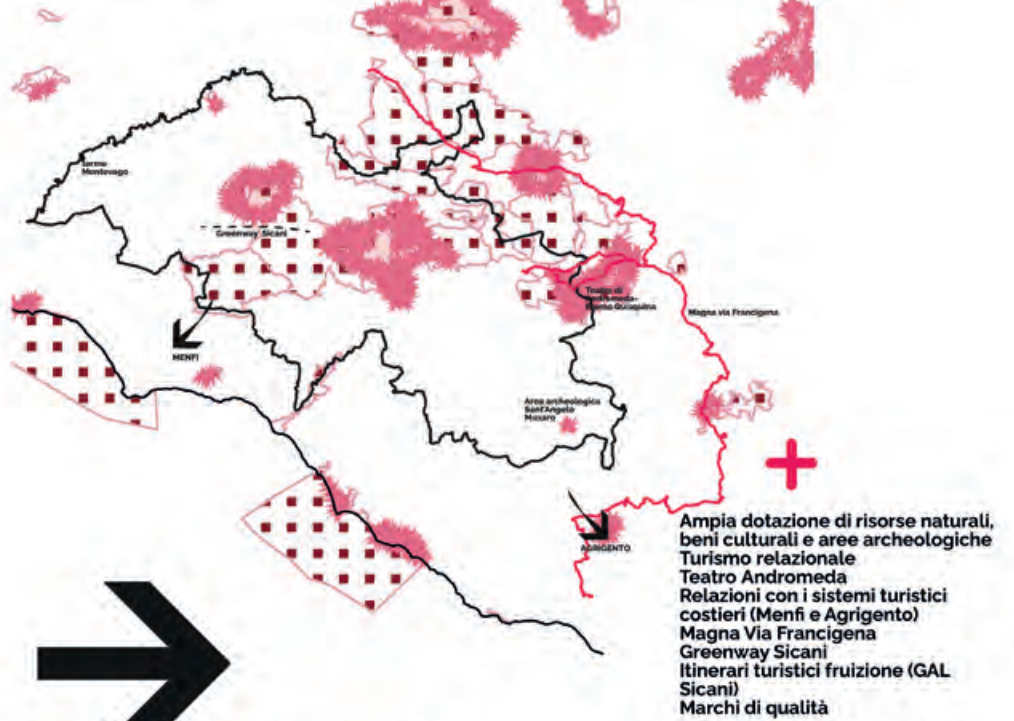 terme
Montevago
Greenway Sicani
Teatro di
Andromeda-
Magna via Francigena
MENFI
Area archeologica
Sant'Angelo
Muxaro
AGRIGENTO
Ampia dotazione di risorse naturali,
beni culturali e aree archeologiche
Turismo relazionale
Teatro Andromeda
Relazioni con i sistemi turistici
costieri (Menfi e Agrigento)
Magna Via Francigena
Greenway Sicani
Itinerari turistici fruizione (GAL
Sicani)
Marchi di qualità